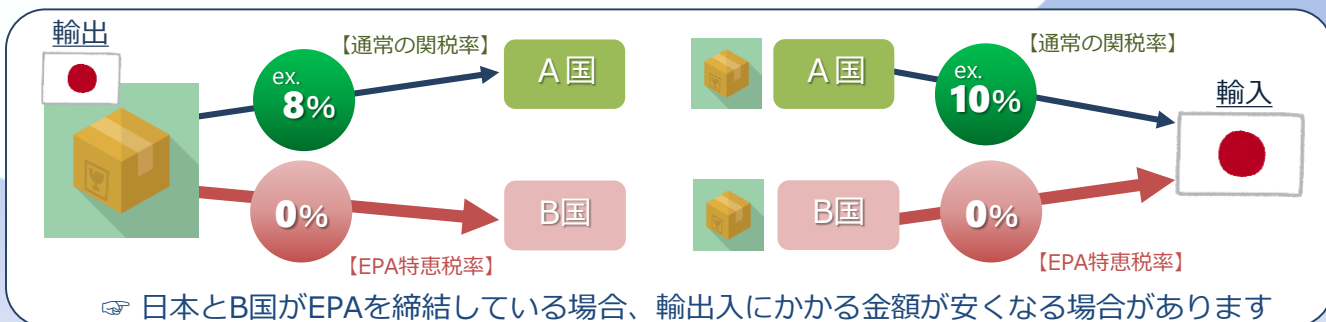 輸出
【通常の関税率】
ex.
8%
A国
0%
B国
【EPA特恵税率】
【通常の関税率】
A国
ex.
10%
輸入
B国
0%
【EPA特恵税率】
☞ 日本とB国がEPAを締結している場合、輸出入にかかる金額が安くなる場合があります